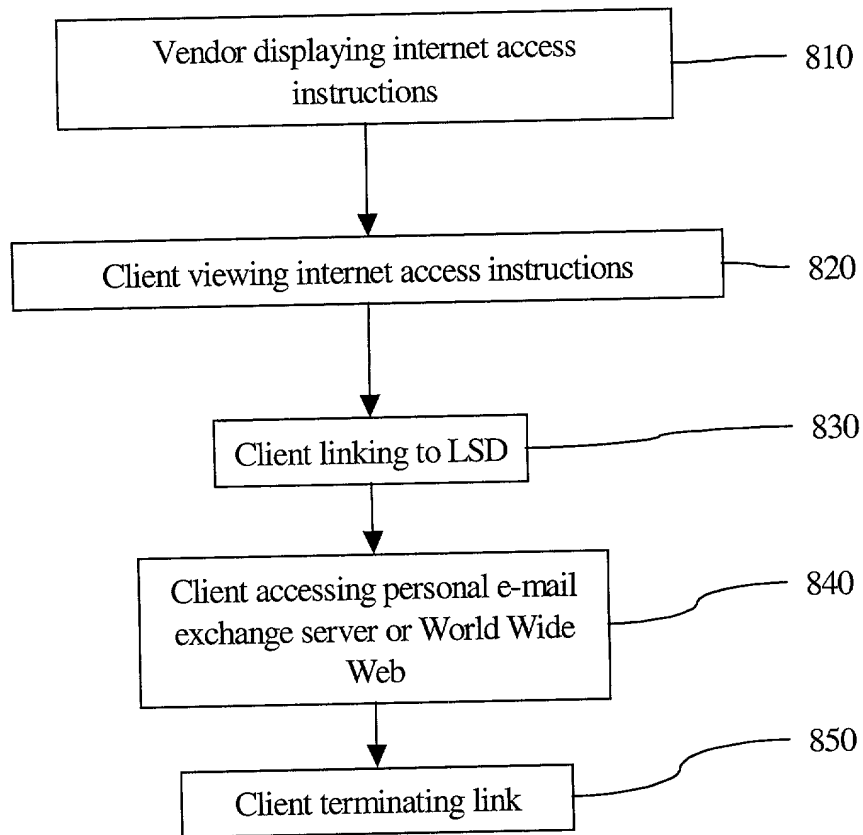 Vendor displaying internet access
instructions
810
Client viewing internet access instructions
820
Client linking to LSD
830
Client accessing personal e-mail
exchange server or World Wide
Web
840
Client terminating link
850